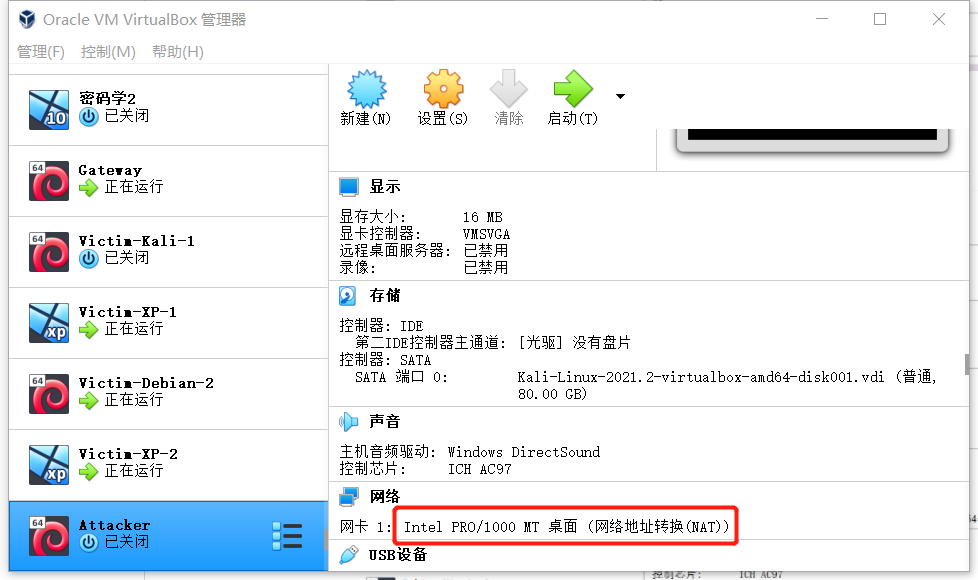 Oracle VM VirtualBox 管理器
管理(F) 控制(M) 帮助(H)
密码学2
10
已关闭
64
Gateway
正在运行
64
Victim-Kali-1
已关闭
Victim-XP-1
xp
正在运行
64
Victim-Debian-2
正在运行
Victim-XP-2
xp
正在运行
64
Attacker
已关闭
新建(N) 设置(S) 清除 启动(T)
显示
显存大小: 16 MB
显卡控制器: VMSVGA
远程桌面服务器: 已禁用
录像: 已禁用
存储
控制器: IDE
第二IDE控制器主通道: [光驱] 没有盘片
控制器: SATA
SATA 端口 0: Kali-Linux-2021.2-virtualbox-amd64-disk001.vdi (普通,
80.00 GB)
声音
主机音频驱动: Windows DirectSound
控制芯片: ICH AC97
网络
网卡 1: Intel PRO/1000 MT 桌面 (网络地址转换(NAT))
USB设备
控制芯片: ICH AC97